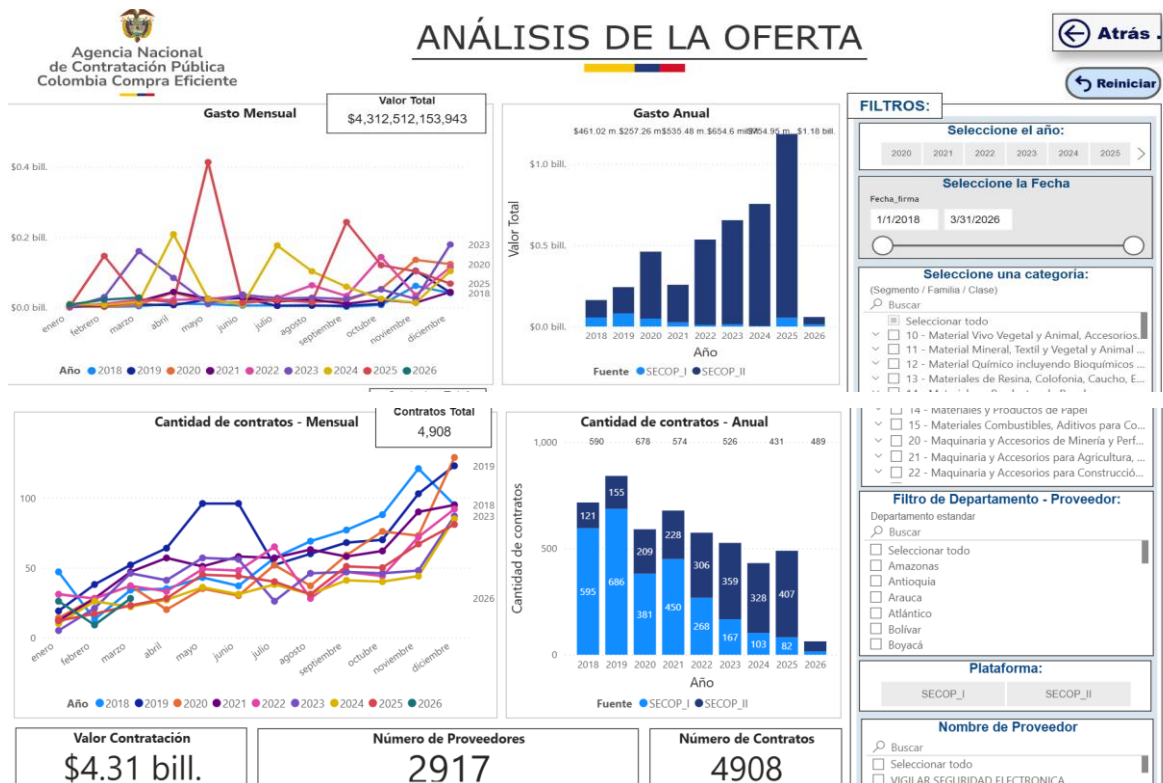 Agencia Nacional
de Contratación Pública
Colombia Compra Eficiente
ANÁLISIS DE LA OFERTA
Atrás .
Reiniciar
Gasto Mensual
Valor Total
$4,312,512,153,943
$0.4 bill.
$0.2 bill.
$0.0 bill.
2023
2020
2025
2018
enero
febrero
marzo
abril
mayo
junio
julio
agosto
septiembre
octubre
noviembre
diciembre
Año 2018 2019 2020 2021 2022 2023 2024 2025 2026
Gasto Anual
$461.02 m. $257.26 m $535.48 m. $654.6 mil 54.95 m. $1.18 bill.
Valor Total
$1.0 bill.
$0.5 bill.
$0.0 bill.
2018 2019 2020 2021 2022 2023 2024 2025 2026
Año
Fuente SECOP_I SECOP_II
FILTROS:
Seleccione el año:
2020 2021 2022 2023 2024 2025
Seleccione la Fecha
Fecha_firma
1/1/2018 3/31/2026
Seleccione una categoría:
(Segmento / Familia / Clase)
Buscar
Seleccionar todo
10 - Material Vivo Vegetal y Animal, Accesorios...
11 - Material Mineral, Textil y Vegetal y Animal ...
12 - Material Químico incluyendo Bioquímicos ...
13 - Materiales de Resina, Colofonia, Caucho, E...
Cantidad de contratos - Mensual
Contratos Total
4,908
100
50
0
2019
2018
2023
2026
enero
febrero
marzo
abril
mayo
junio
julio
agosto
septiembre
octubre
noviembre
diciembre
Año 2018 2019 2020 2021 2022 2023 2024 2025 2026
Cantidad de contratos - Anual
1,000
500
0
590 678 574 526 431 489
Cantidad de contratos
121 155 209 228 306 359 328 407
595 686 381 450 268 167 103 82
2018 2019 2020 2021 2022 2023 2024 2025 2026
Año
Fuente SECOP_I SECOP_II
14 - Materiales y Productos de Papel
15 - Materiales Combustibles, Aditivos para Co...
20 - Maquinaria y Accesorios de Minería y Perf...
21 - Maquinaria y Accesorios para Agricultura, ...
22 - Maquinaria y Accesorios para Construcció...
Filtro de Departamento - Proveedor:
Departamento estandar
Buscar
Seleccionar todo
Amazonas
Antioquia
Arauca
Atlántico
Bolívar
Boyacá
Plataforma:
SECOP_I SECOP_II
Nombre de Proveedor
Buscar
Seleccionar todo
VIGILAR SEGURIDAD ELECTRONICA
Valor Contratación
$4.31 bill.
Número de Proveedores
2917
Número de Contratos
4908